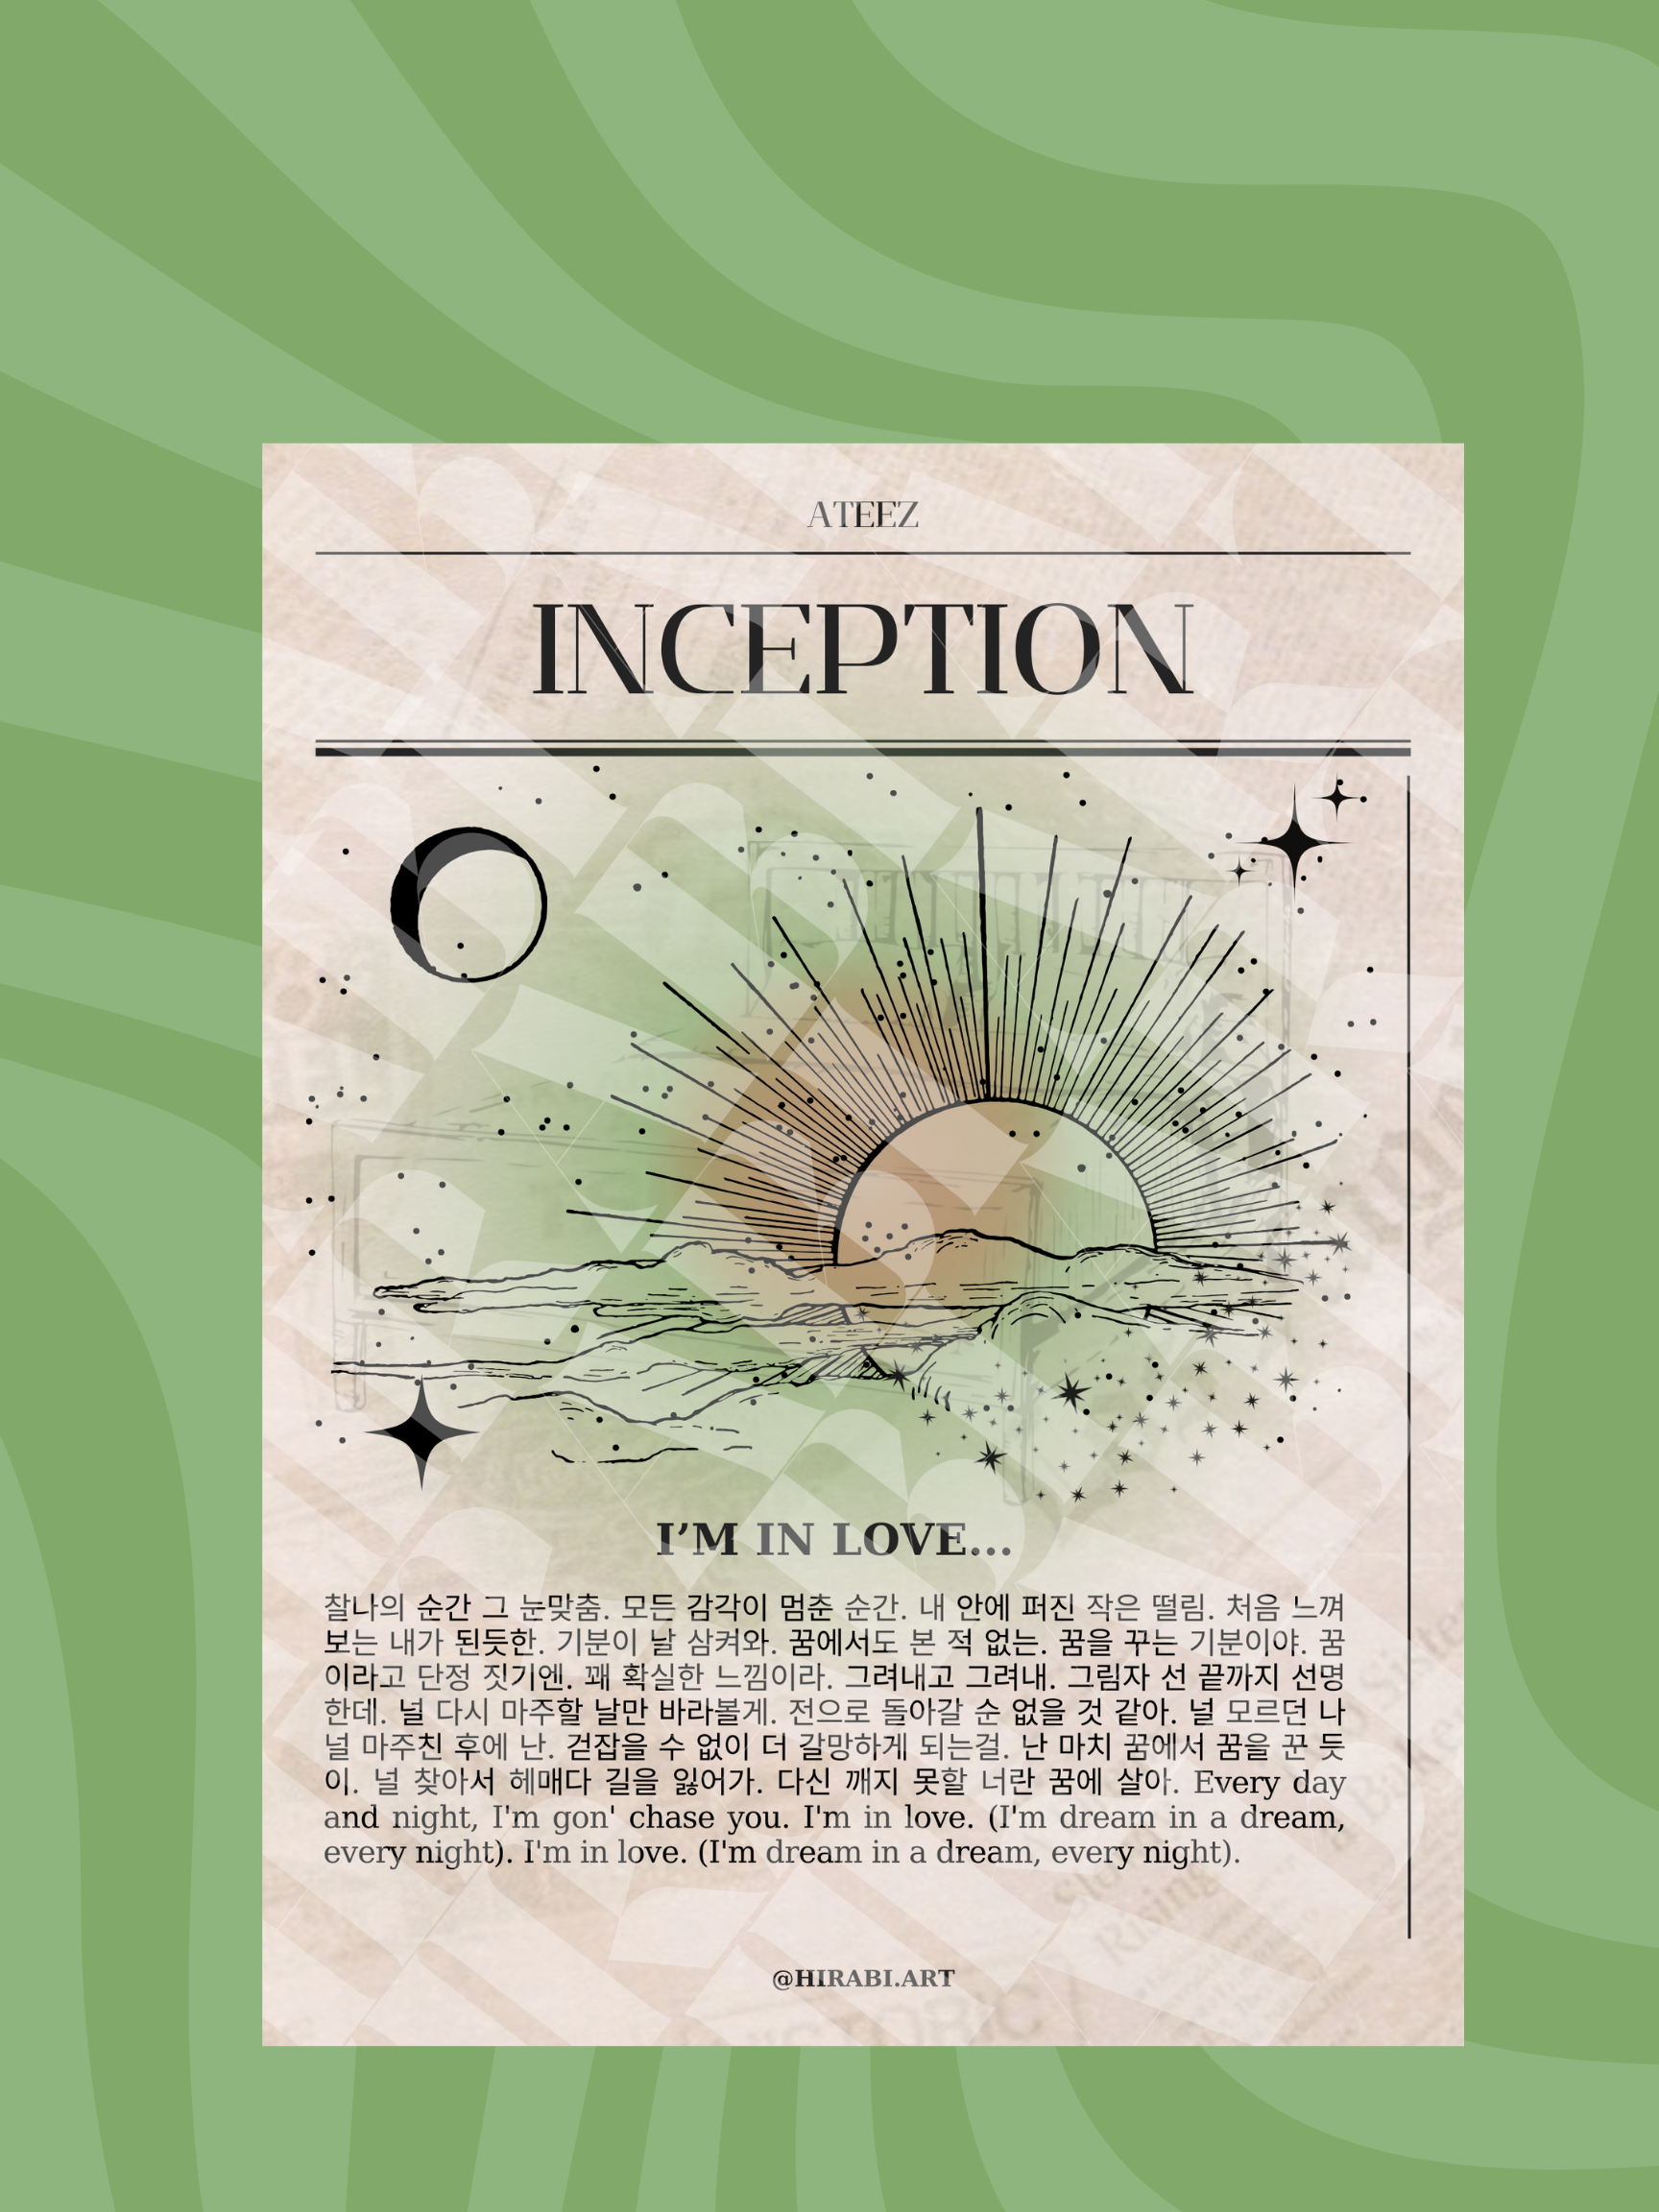 ATEEZ
INCEPTION
I’M IN LOVE...
찰나의 순간 그 눈맞춤. 모든 감각이 멈춘 순간. 내 안에 퍼진 작은 떨림. 처음 느껴
보는 내가 된듯한. 기분이 날 삼켜와. 꿈에서도 본 적 없는. 꿈을 꾸는 기분이야. 꿈
이라고 단정 짓기엔. 꽤 확실한 느낌이라. 그려내고 그려내. 그림자 선 끝까지 선명
한데. 널 다시 마주할 날만 바라볼게. 전으로 돌아갈 순 없을 것 같아. 널 모르던 나
널 마주친 후에 난. 걷잡을 수 없이 더 갈망하게 되는걸. 난 마치 꿈에서 꿈을 꾼 듯
이. 널 찾아서 헤매다 길을 잃어가. 다신 깨지 못할 너란 꿈에 살아. Every day
and night, I'm gon' chase you. I'm in love. (I'm dream in a dream,
every night). I'm in love. (I'm dream in a dream, every night).
@HIRABI.ART